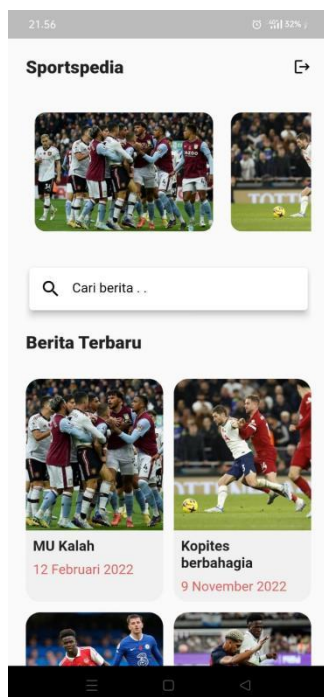 21.56
52%
Sportspedia
Cari berita . .
Berita Terbaru
MU Kalah
12 Februari 2022
Kopites
berbahagia
9 November 2022